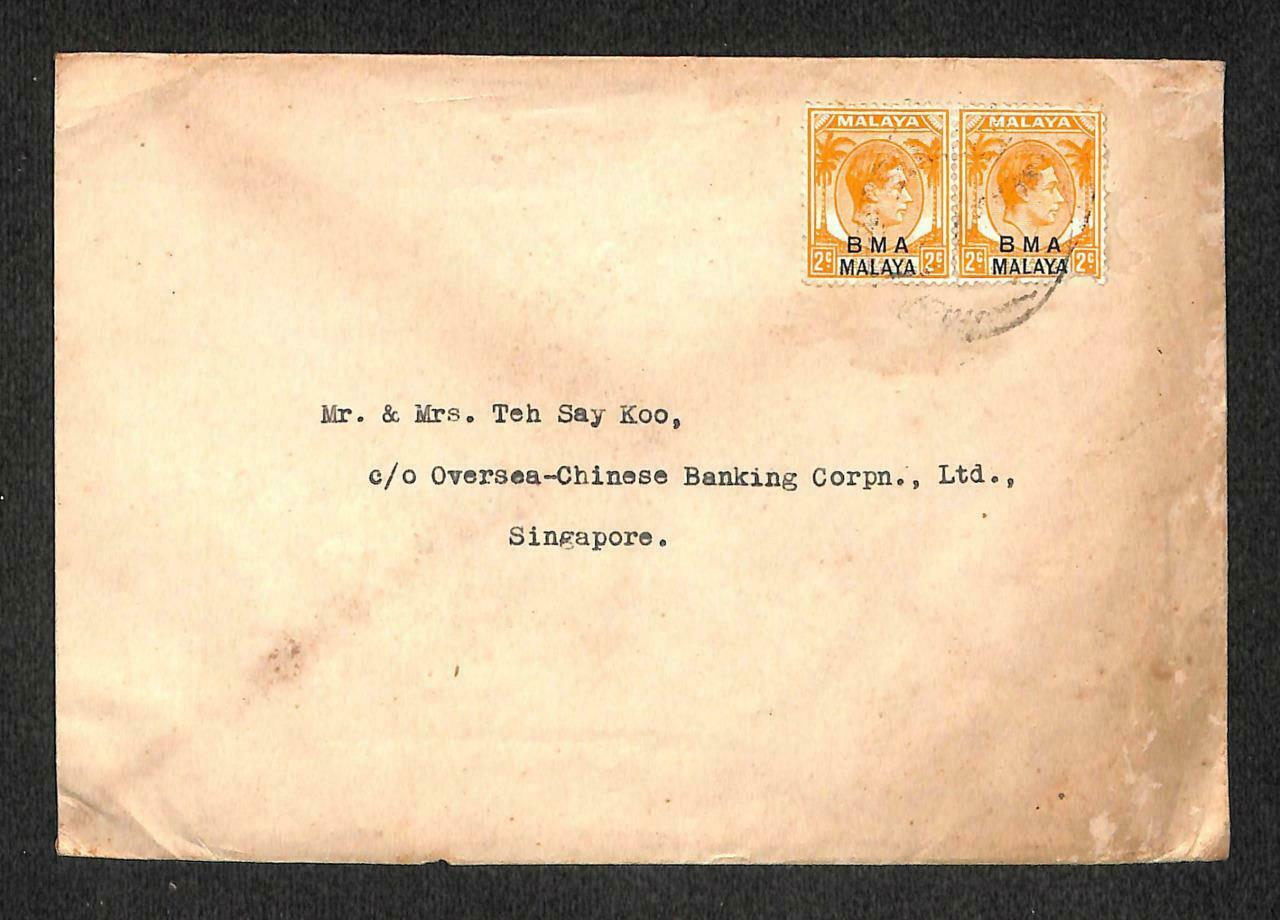 MALAYA MALAYA
BMA BMA
2c MALAYA 2c 2c MALAYA 2c
Mr. & Mrs. Teh Say Koo,
c/o Oversea-Chinese Banking Corpn., Ltd.,
Singapore.